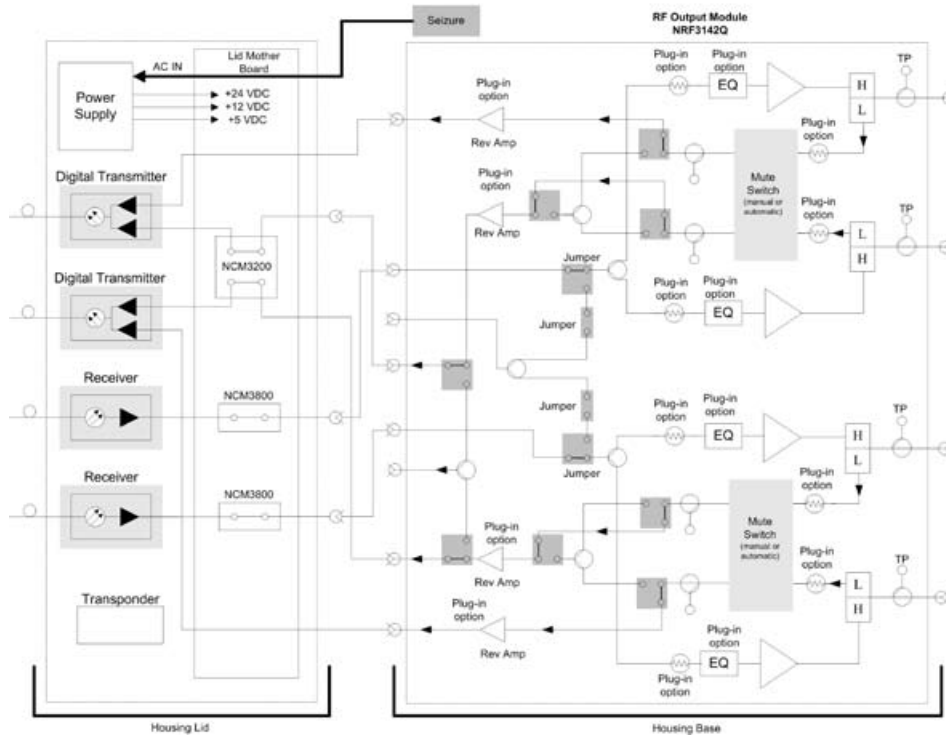 Seizure
RF Output Module
NRF3142Q
Lid Mother
Board
AC IN
Power
Supply
+24 VDC
+12 VDC
+5 VDC
Plug-in
option
Plug-in
option
EQ
TP
H
L
Plug-in
option
Rev Amp
Plug-in
option
Mute
Switch
(manual or
automatic)
Digital Transmitter
Plug-in
option
Rev Amp
Plug-in
option
TP
L
H
NCM3200
Digital Transmitter
Jumper
Plug-in
option
Plug-in
option
EQ
Jumper
Receiver
NCM3800
Jumper
Plug-in
option
Plug-in
option
EQ
TP
H
L
Jumper
Receiver
NCM3800
Plug-in
option
Mute
Switch
(manual or
automatic)
Plug-in
option
Rev Amp
Plug-in
option
TP
L
H
Transponder
Plug-in
option
Rev Amp
Plug-in
option
Plug-in
option
EQ
Housing Lid
Housing Base